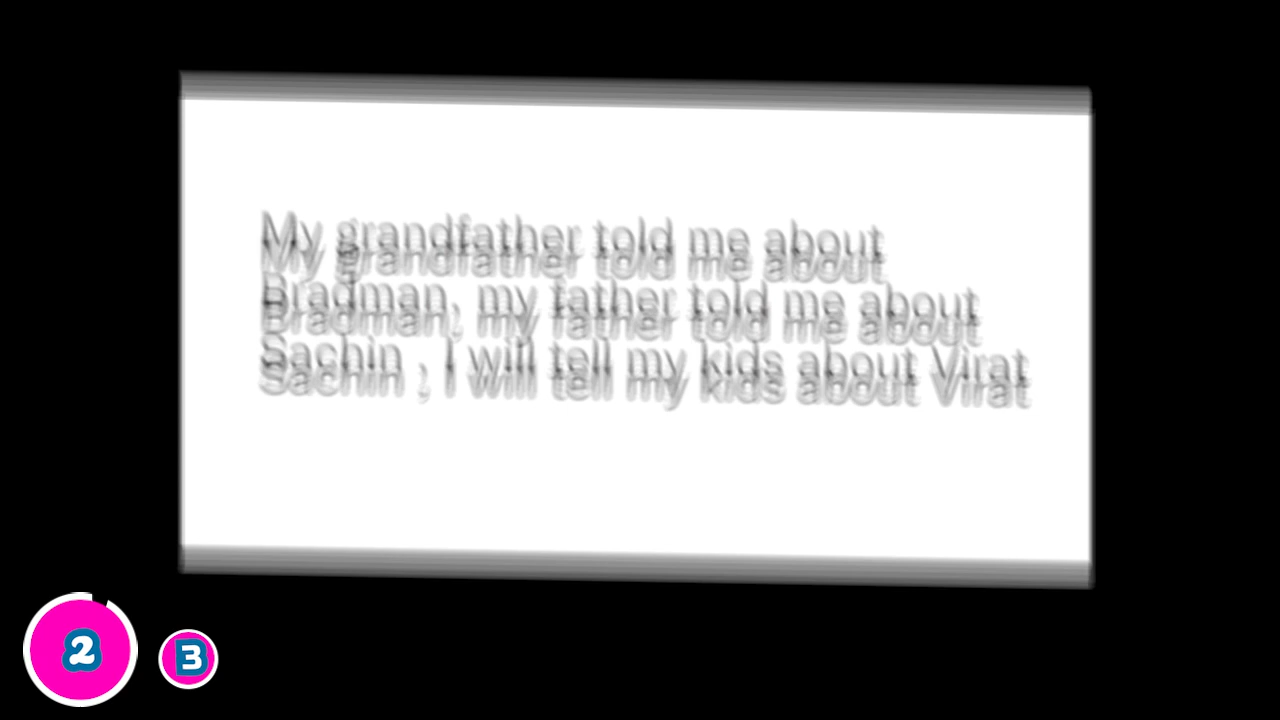 My grandfather told me about
Bradman, my father told me about
Sachin , I will tell my kids about Virat
2
3